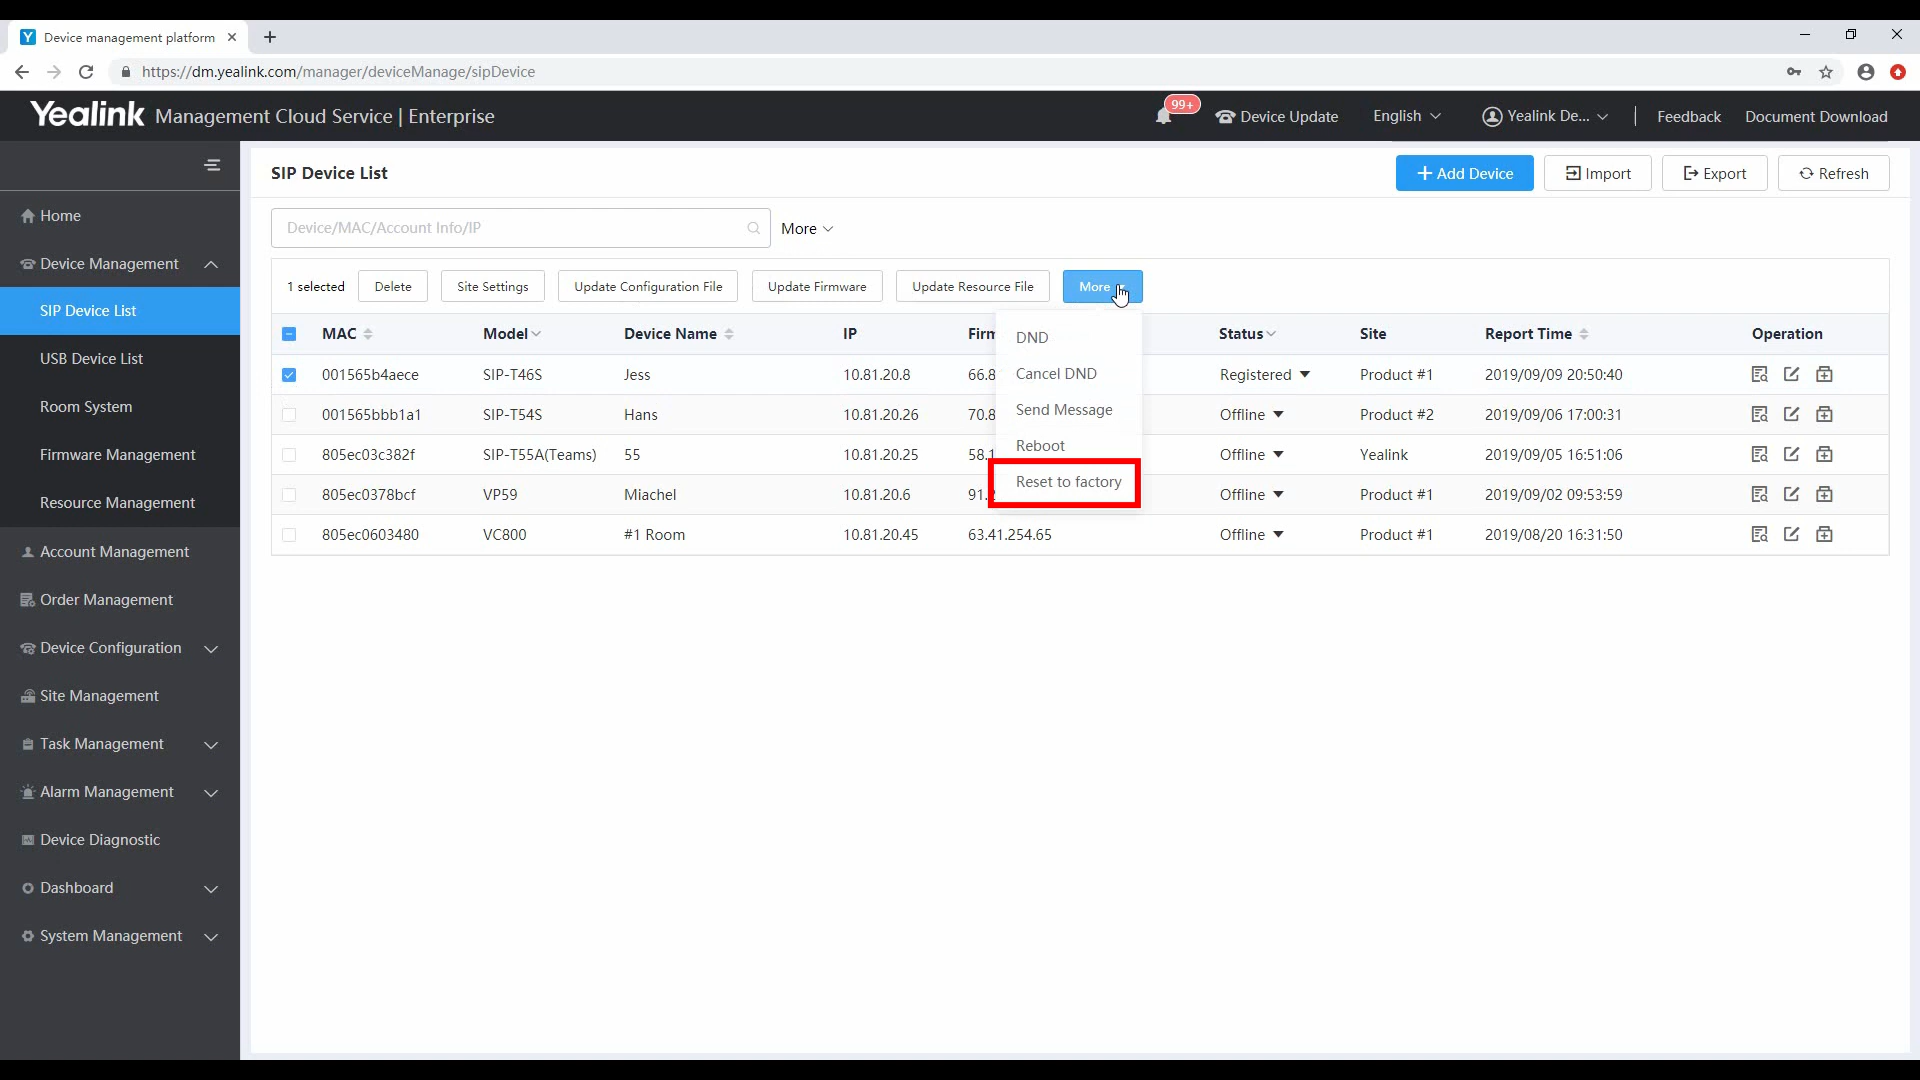 Device management platform
https://dm.yealink.com/manager/deviceManage/sipDevice
Yealink Management Cloud Service | Enterprise
99+
Device Update
English
Yealink De...
Feedback
Document Download
SIP Device List
Add Device
Import
Export
Refresh
Home
Device Management
SIP Device List
USB Device List
Room System
Firmware Management
Resource Management
Account Management
Order Management
Device Configuration
Site Management
Task Management
Alarm Management
Device Diagnostic
Dashboard
System Management
Device/MAC/Account Info/IP
More
1 selected
Delete
Site Settings
Update Configuration File
Update Firmware
Update Resource File
More
MAC Model Device Name IP Firm Status Site Report Time Operation
001565b4aece SIP-T46S Jess 10.81.20.8 66.8 Registered Product #1 2019/09/09 20:50:40
001565bbb1a1 SIP-T54S Hans 10.81.20.26 70.8 Offline Product #2 2019/09/06 17:00:31
805ec03c382f SIP-T55A(Teams) 55 10.81.20.25 58.1 Offline Yealink 2019/09/05 16:51:06
805ec0378bcf VP59 Miachel 10.81.20.6 91. Offline Product #1 2019/09/02 09:53:59
805ec0603480 VC800 #1 Room 10.81.20.45 63.41.254.65 Offline Product #1 2019/08/20 16:31:50
DND
Cancel DND
Send Message
Reboot
Reset to factory